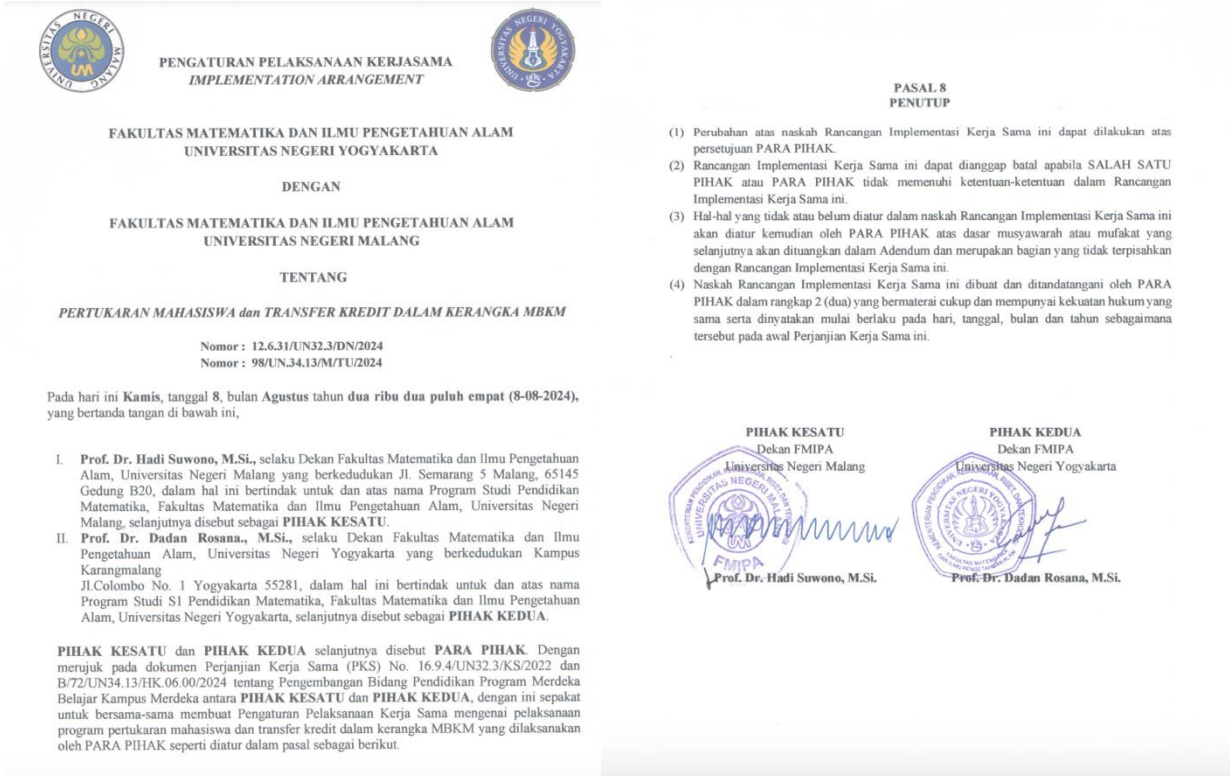 UNIVERSITAS NEGERI MALANG
UM
UNIVERSITAS NEGERI YOGYAKARTA
UNY
PENGATURAN PELAKSANAAN KERJASAMA
IMPLEMENTATION ARRANGEMENT
FAKULTAS MATEMATIKA DAN ILMU PENGETAHUAN ALAM
UNIVERSITAS NEGERI YOGYAKARTA
DENGAN
FAKULTAS MATEMATIKA DAN ILMU PENGETAHUAN ALAM
UNIVERSITAS NEGERI MALANG
TENTANG
PERTUKARAN MAHASISWA dan TRANSFER KREDIT DALAM KERANGKA MBKM
Nomor : 12.6.31/UN32.3/DN/2024
Nomor : 98/UN.34.13/M/TU/2024
Pada hari ini Kamis, tanggal 8, bulan Agustus tahun dua ribu dua puluh empat (8-08-2024),
yang bertanda tangan di bawah ini,
I. Prof. Dr. Hadi Suwono, M.Si., selaku Dekan Fakultas Matematika dan Ilmu Pengetahuan
Alam, Universitas Negeri Malang yang berkedudukan Jl. Semarang 5 Malang, 65145
Gedung B20, dalam hal ini bertindak untuk dan atas nama Program Studi Pendidikan
Matematika, Fakultas Matematika dan Ilmu Pengetahuan Alam, Universitas Negeri
Malang, selanjutnya disebut sebagai PIHAK KESATU.
II. Prof. Dr. Dadan Rosana., M.Si., selaku Dekan Fakultas Matematika dan Ilmu
Pengetahuan Alam, Universitas Negeri Yogyakarta yang berkedudukan Kampus
Karangmalang
Jl.Colombo No. 1 Yogyakarta 55281, dalam hal ini bertindak untuk dan atas nama
Program Studi S1 Pendidikan Matematika, Fakultas Matematika dan Ilmu Pengetahuan
Alam, Universitas Negeri Yogyakarta, selanjutnya disebut sebagai PIHAK KEDUA.
PIHAK KESATU dan PIHAK KEDUA selanjutnya disebut PARA PIHAK. Dengan
merujuk pada dokumen Perjanjian Kerja Sama (PKS) No. 16.9.4/UN32.3/KS/2022 dan
B/72/UN34.13/HK.06.00/2024 tentang Pengembangan Bidang Pendidikan Program Merdeka
Belajar Kampus Merdeka antara PIHAK KESATU dan PIHAK KEDUA, dengan ini sepakat
untuk bersama-sama membuat Pengaturan Pelaksanaan Kerja Sama mengenai pelaksanaan
program pertukaran mahasiswa dan transfer kredit dalam kerangka MBKM yang dilaksanakan
oleh PARA PIHAK seperti diatur dalam pasal sebagai berikut.
PASAL 8
PENUTUP
(1) Perubahan atas naskah Rancangan Implementasi Kerja Sama ini dapat dilakukan atas
persetujuan PARA PIHAK.
(2) Rancangan Implementasi Kerja Sama ini dapat dianggap batal apabila SALAH SATU
PIHAK atau PARA PIHAK tidak memenuhi ketentuan-ketentuan dalam Rancangan
Implementasi Kerja Sama ini.
(3) Hal-hal yang tidak atau belum diatur dalam naskah Rancangan Implementasi Kerja Sama ini
akan diatur kemudian oleh PARA PIHAK atas dasar musyawarah atau mufakat yang
selanjutnya akan dituangkan dalam Adendum dan merupakan bagian yang tidak terpisahkan
dengan Rancangan Implementasi Kerja Sama ini.
(4) Naskah Rancangan Implementasi Kerja Sama ini dibuat dan ditandatangani oleh PARA
PIHAK dalam rangkap 2 (dua) yang bermaterai cukup dan mempunyai kekuatan hukum yang
sama serta dinyatakan mulai berlaku pada hari, tanggal, bulan dan tahun sebagaimana
tersebut pada awal Perjanjian Kerja Sama ini.
PIHAK KESATU
Dekan FMIPA
Universitas Negeri Malang
UNIVERSITAS NEGERI MALANG
FMIPA
Prof. Dr. Hadi Suwono, M.Si.
PIHAK KEDUA
Dekan FMIPA
Universitas Negeri Yogyakarta
UNIVERSITAS NEGERI YOGYAKARTA
FAKULTAS MATEMATIKA
DAN ILMU PENGETAHUAN ALAM
Prof. Dr. Dadan Rosana, M.Si.